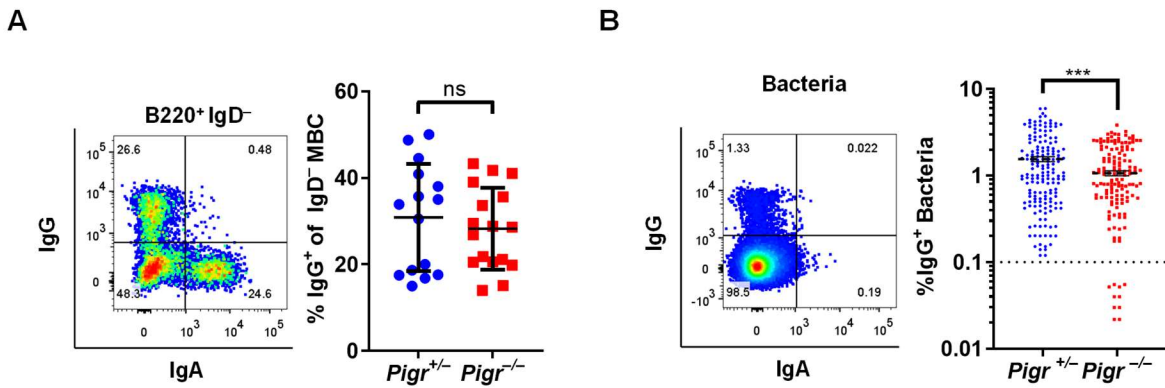 A
B220⁺ IgD⁻
26.6 0.48
48.3 24.6
10⁵
10⁴
10³
0
IgG
0 10³ 10⁴ 10⁵
IgA
ns
60
40
20
0
% IgG⁺ of IgD⁻ MBC
Pigr⁺/⁻ Pigr⁻/⁻
B
Bacteria
1.33 0.022
98.5 0.19
10⁵
10⁴
10³
0
-10³
IgG
0 10³ 10⁴ 10⁵
IgA
***
10
1
0.1
0.01
%IgG⁺ Bacteria
Pigr ⁺/⁻ Pigr ⁻/⁻